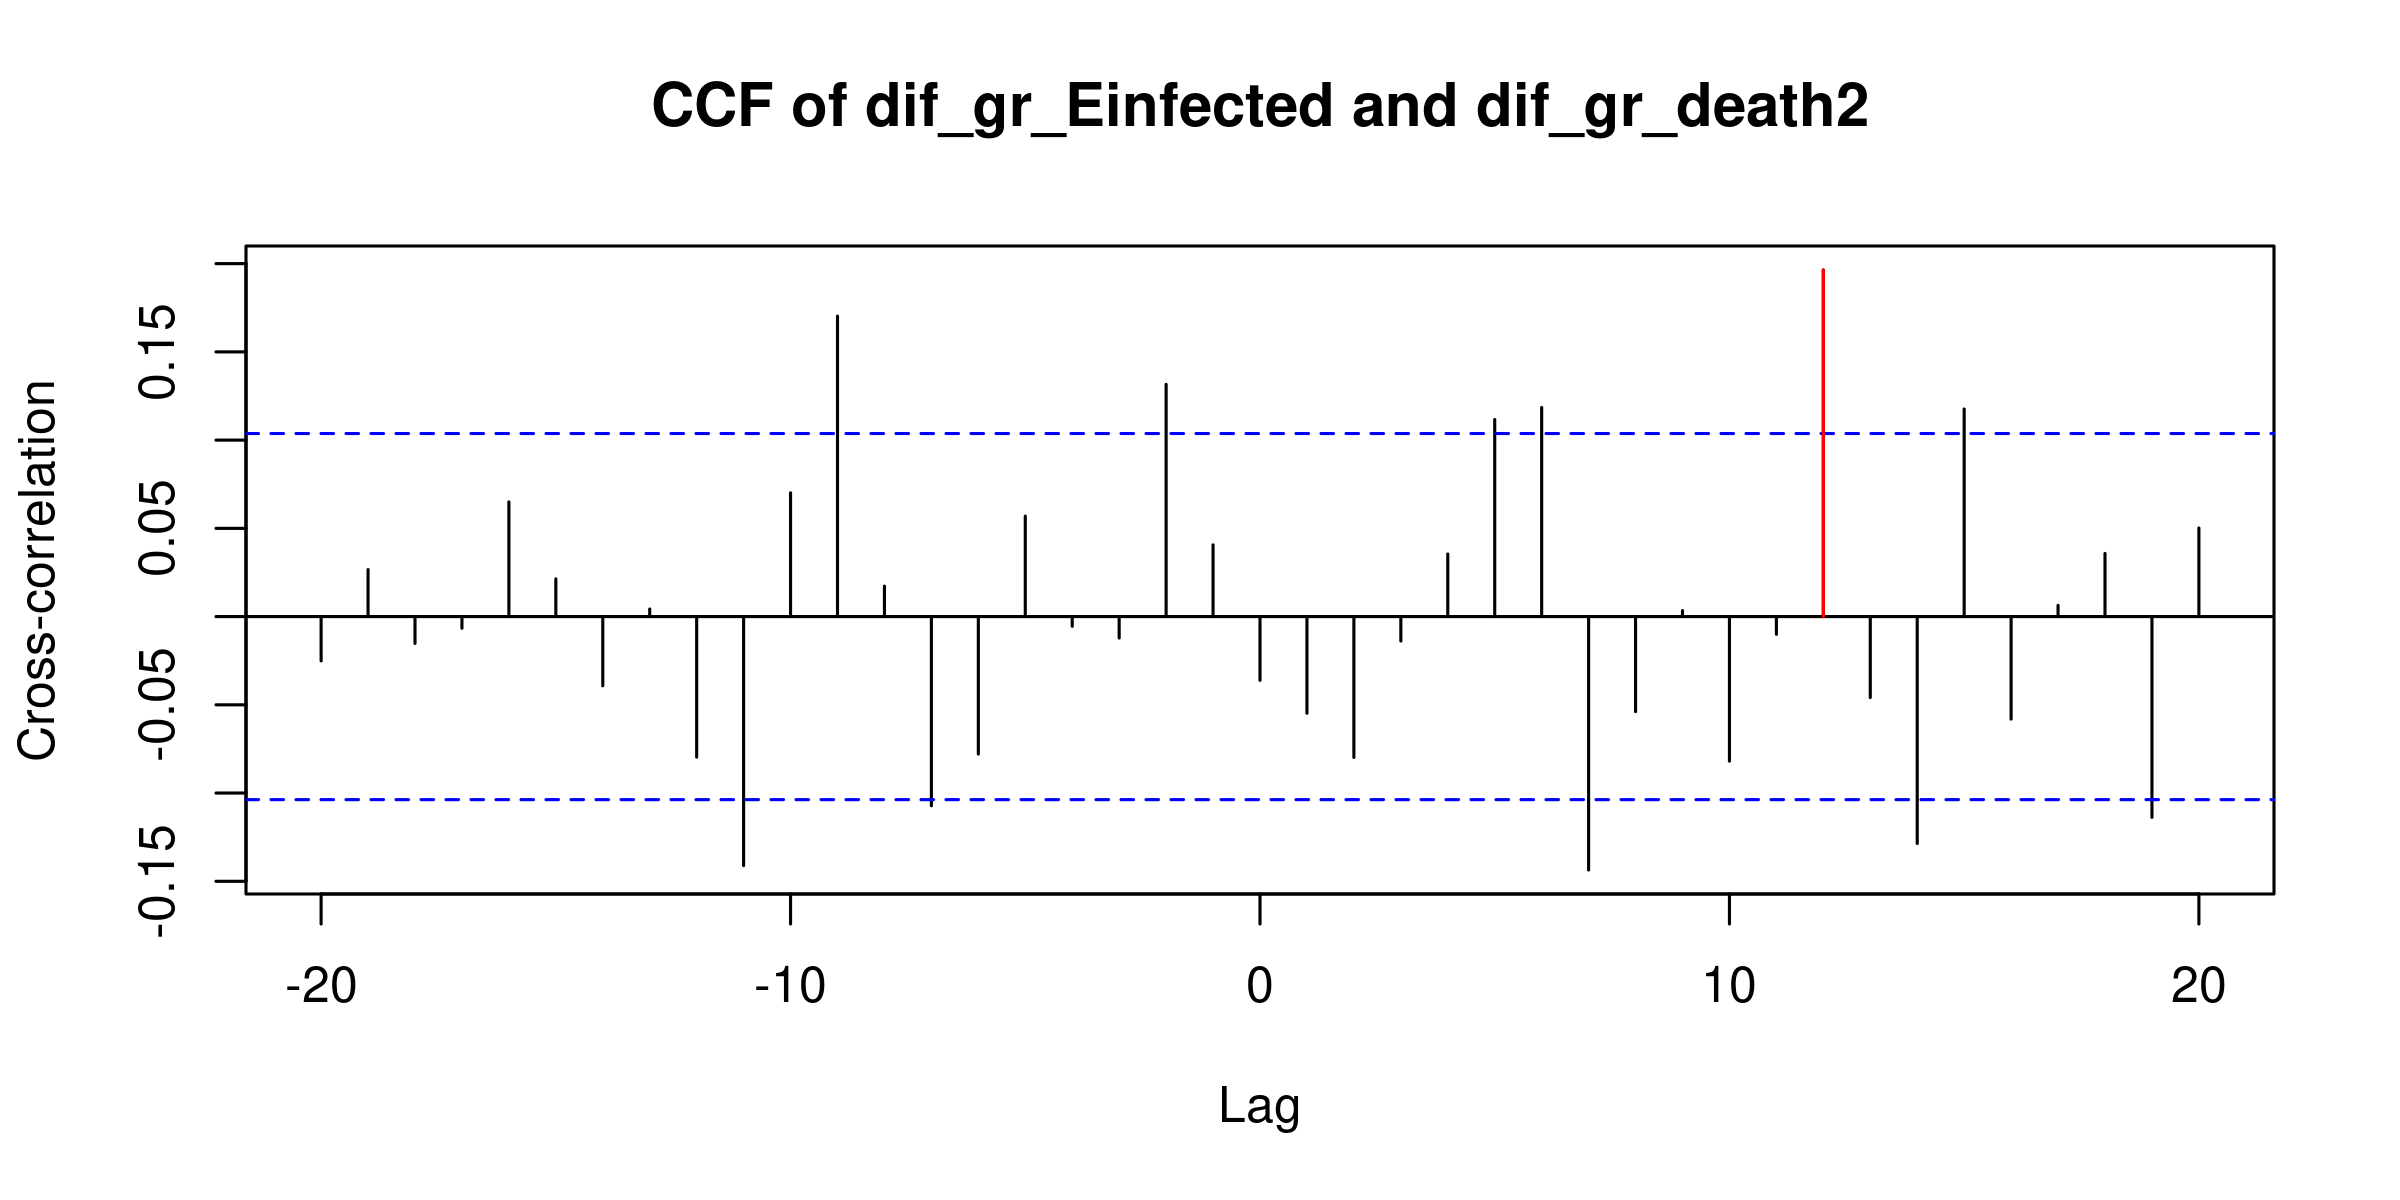 CCF of dif_gr_Einfected and dif_gr_death2
Cross-correlation
0.15
0.05
-0.05
-0.15
-20 -10 0 10 20
Lag